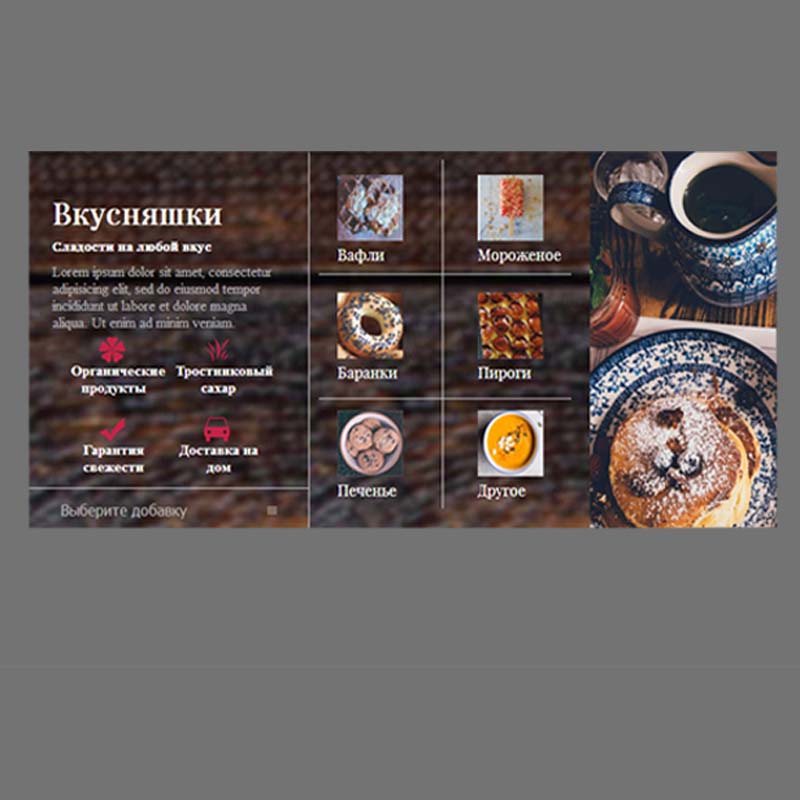 Вкусняшки
Сладости на любой вкус
Lorem ipsum dolor sit amet, consectetur
adipisicing elit, sed do eiusmod tempor
incididunt ut labore et dolore magna
aliqua. Ut enim ad minim veniam.
Органические
продукты
Тростниковый
сахар
Гарантия
свежести
Доставка на
дом
Выберите добавку
Вафли
Мороженое
Баранки
Пироги
Печенье
Другое